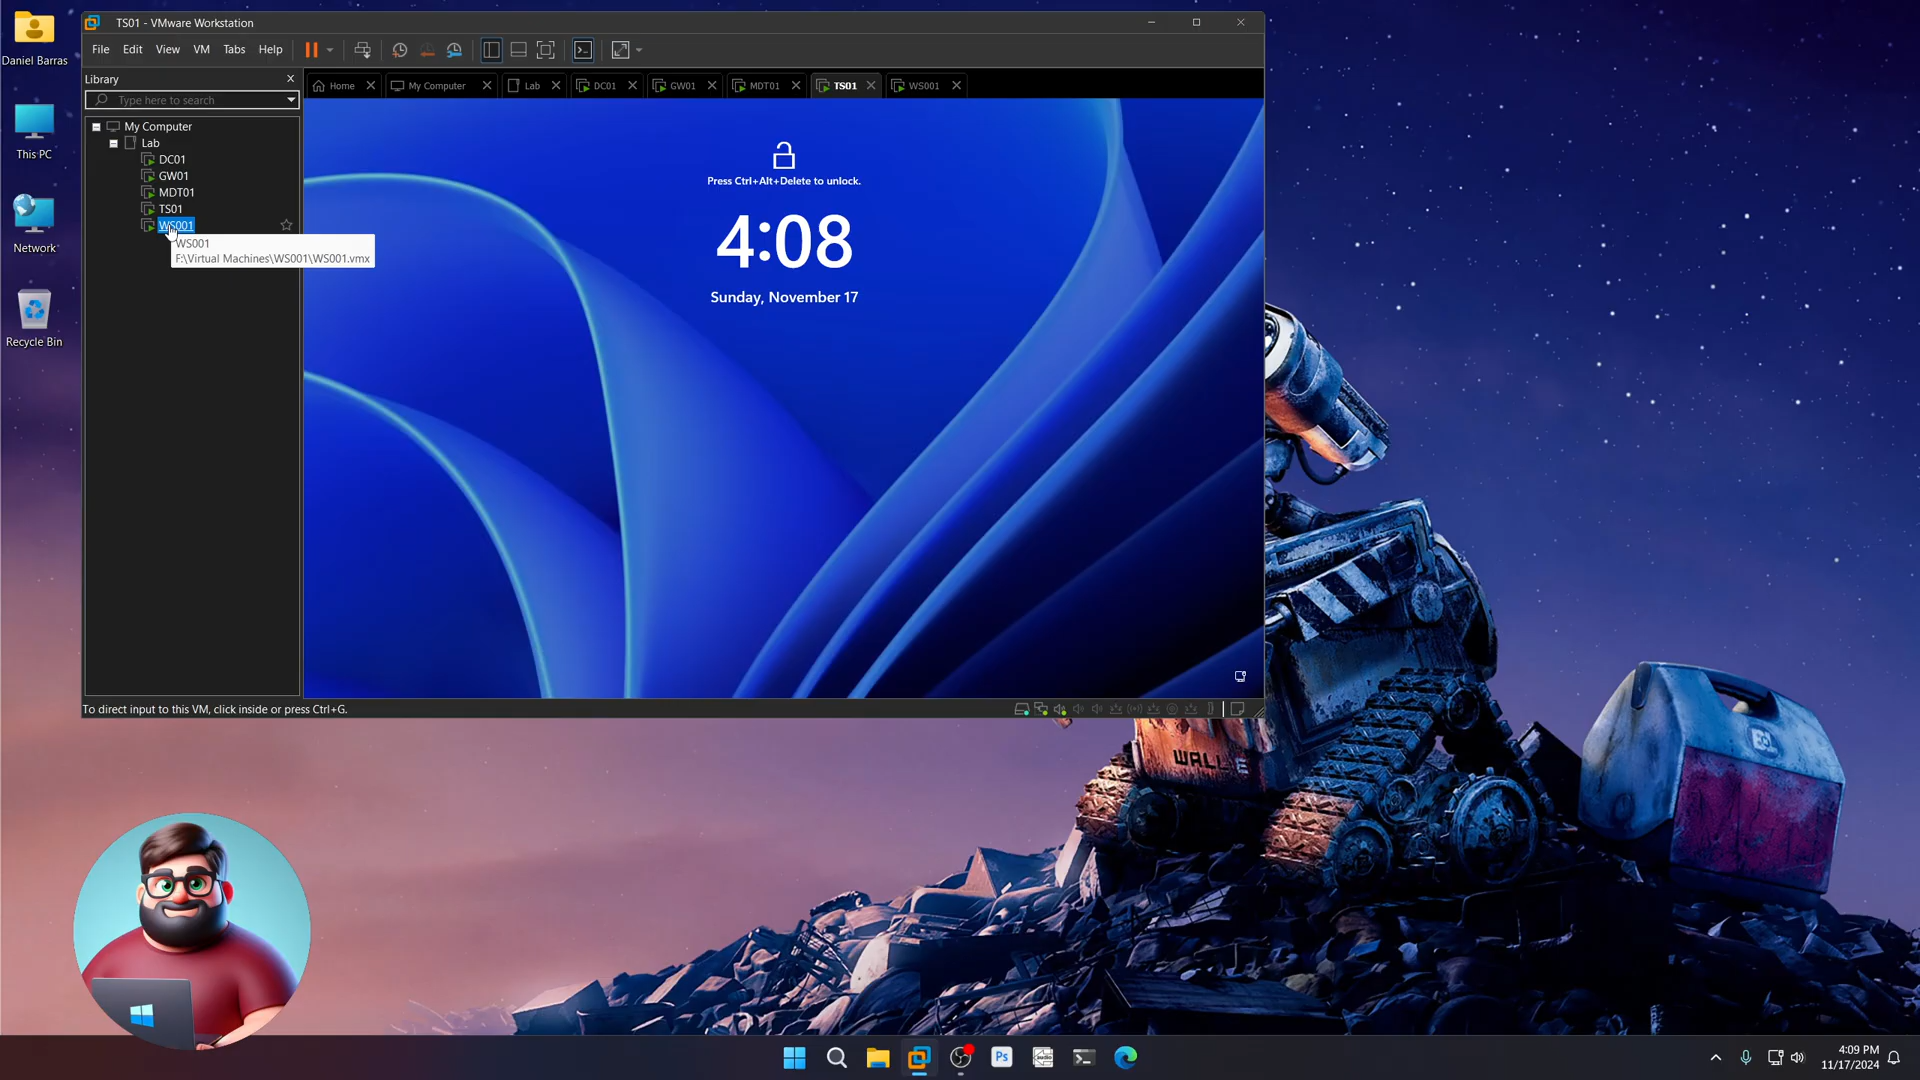 Daniel Barras
This PC
Network
Recycle Bin
TS01 - VMware Workstation
File Edit View VM Tabs Help
Library
Type here to search
My Computer
Lab
DC01
GW01
MDT01
TS01
WS001
WS001
F:\Virtual Machines\WS001\WS001.vmx
Home My Computer Lab DC01 GW01 MDT01 TS01 WS001
Press Ctrl+Alt+Delete to unlock.
4:08
Sunday, November 17
To direct input to this VM, click inside or press Ctrl+G.
WALL·E
Ps
4:09 PM
11/17/2024